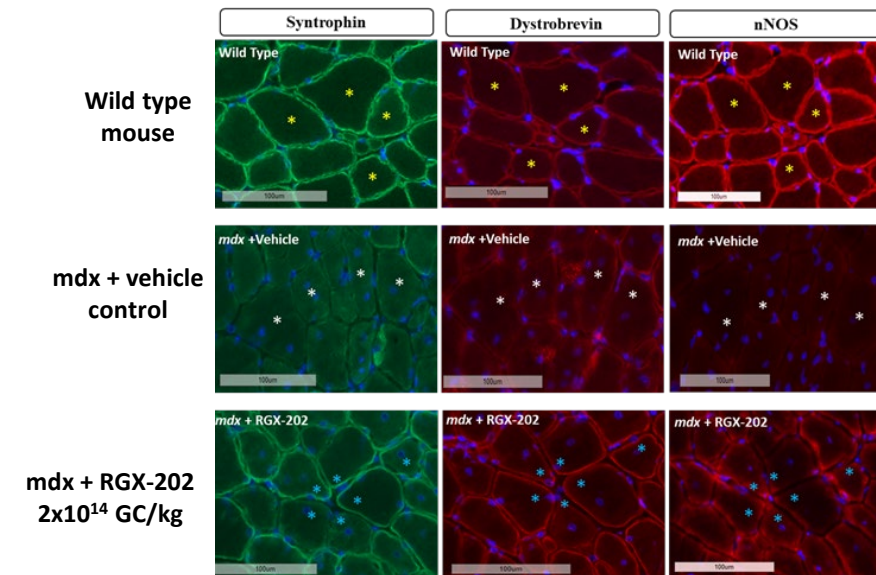 Syntrophin
Dystrobrevin
nNOS
Wild type
mouse
Wild Type
Wild Type
Wild Type
100um
100um
100um
mdx + vehicle
control
mdx +Vehicle
mdx +Vehicle
mdx +Vehicle
100um
100um
100um
mdx + RGX-202
2x10¹⁴ GC/kg
mdx + RGX-202
mdx + RGX-202
mdx + RGX-202
100um
100um
100um